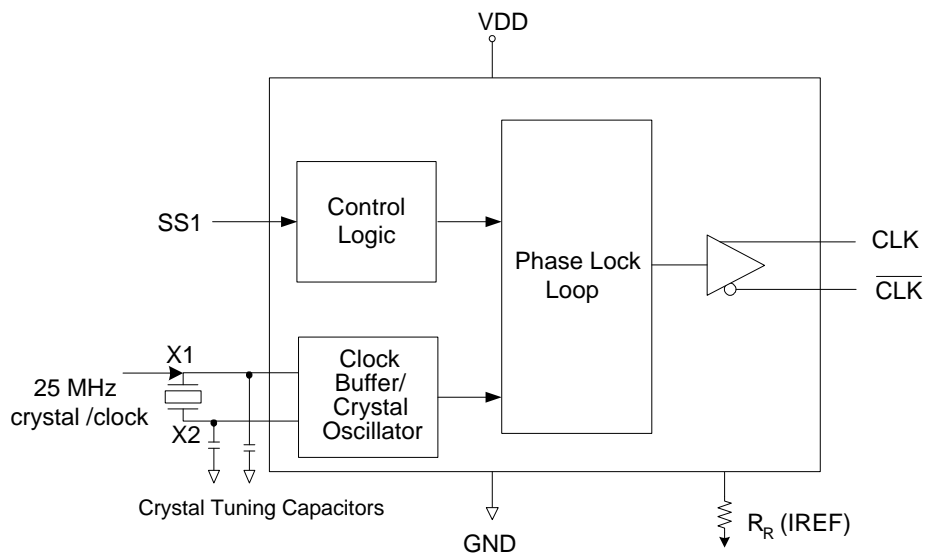 VDD
SS1
Control
Logic
Phase Lock
Loop
CLK
CLK
X1
25 MHz
crystal /clock
X2
Clock
Buffer/
Crystal
Oscillator
Crystal Tuning Capacitors
GND
RR (IREF)